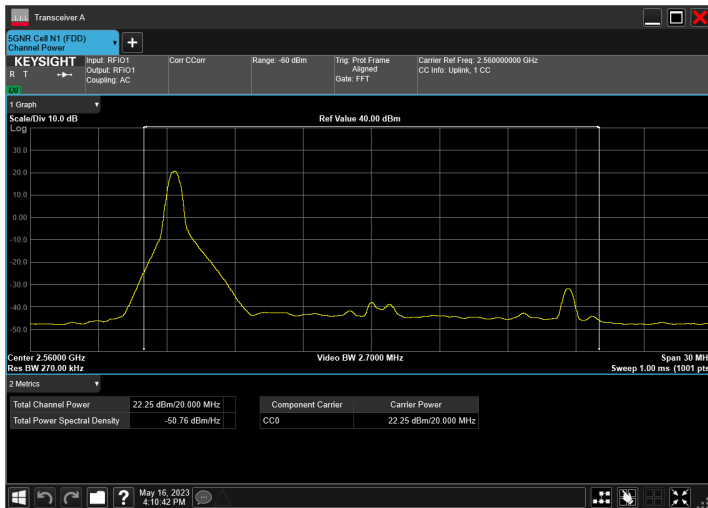 Transceiver A
5GNR Cell N1 (FDD)
Channel Power
KEYSIGHT
R T
LXI
Input: RFIO1
Output: RFIO1
Coupling: AC
Corr CCorr
Range: -60 dBm
Trig: Prot Frame
Aligned
Gate: FFT
Carrier Ref Freq: 2.560000000 GHz
CC Info: Uplink, 1 CC
1 Graph
Scale/Div 10.0 dB
Ref Value 40.00 dBm
Log
30.0
20.0
10.0
0.00
-10.0
-20.0
-30.0
-40.0
-50.0
Center 2.56000 GHz
Video BW 2.7000 MHz
Span 30 MH
Res BW 270.00 kHz
Sweep 1.00 ms (1001 pts
2 Metrics
Total Channel Power 22.25 dBm/20.000 MHz
Total Power Spectral Density -50.76 dBm/Hz
Component Carrier Carrier Power
CC0 22.25 dBm/20.000 MHz
?
May 16, 2023
4:10:42 PM